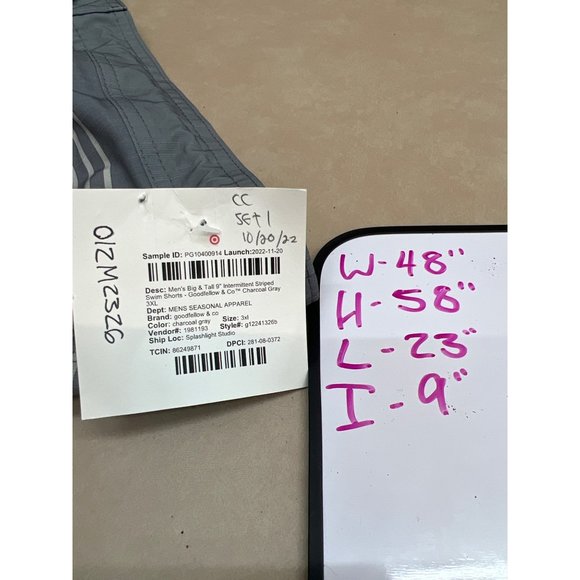 CC
SET 1
10/20/22
Sample ID: PG10400914 Launch:2022-11-20
Desc: Men's Big & Tall 9" Intermittent Striped
Swim Shorts - Goodfellow & Co™ Charcoal Gray
3XL
Dept: MENS SEASONAL APPAREL
Brand: goodfellow & co
Color: charcoal gray Size: 3xl
Vendor#: 1981193 Style#: g12241326b
Ship Loc: Splashlight Studio
TCIN: 86249871 DPCI: 281-08-0372
01ZM2326
W-48"
H-58"
L-23"
I-9"